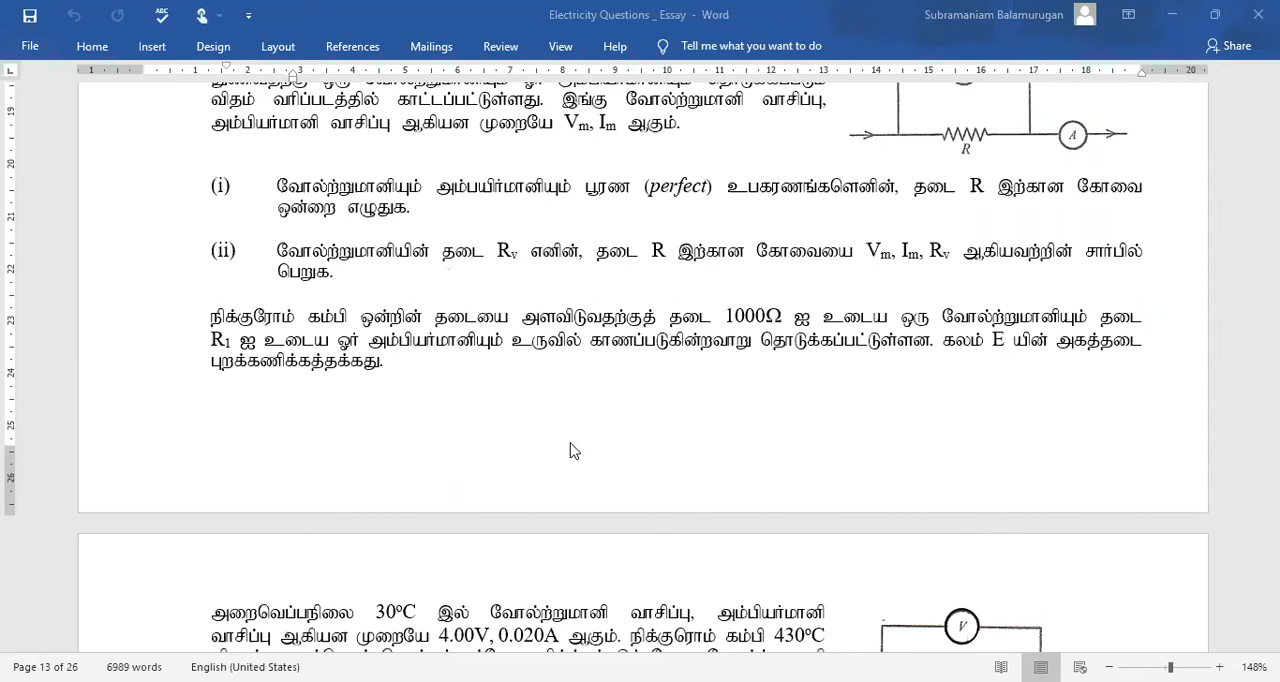 Electricity Questions _ Essay - Word
Subramaniam Balamurugan
File Home Insert Design Layout References Mailings Review View Help Tell me what you want to do Share
விதம் வரிப்படத்தில் காட்டப்பட்டுள்ளது. இங்கு வோல்ற்றுமானி வாசிப்பு,
அம்பியர்மானி வாசிப்பு ஆகியன முறையே Vm, Im ஆகும்.
R
A
(i) வோல்ற்றுமானியும் அம்பயிர்மானியும் பூரண (perfect) உபகரணங்களெனின், தடை R இற்கான கோவை
ஒன்றை எழுதுக.
(ii) வோல்ற்றுமானியின் தடை Rv எனின், தடை R இற்கான கோவையை Vm, Im, Rv ஆகியவற்றின் சார்பில்
பெறுக.
நிக்குரோம் கம்பி ஒன்றின் தடையை அளவிடுவதற்குத் தடை 1000Ω ஐ உடைய ஒரு வோல்ற்றுமானியும் தடை
R1 ஐ உடைய ஓர் அம்பியர்மானியும் உருவில் காணப்படுகின்றவாறு தொடுக்கப்பட்டுள்ளன. கலம் E யின் அகத்தடை
புறக்கணிக்கத்தக்கது.
அறைவெப்பநிலை 30°C இல் வோல்ற்றுமானி வாசிப்பு, அம்பியர்மானி
வாசிப்பு ஆகியன முறையே 4.00V, 0.020A ஆகும். நிக்குரோம் கம்பி 430°C
V
Page 13 of 26 6989 words English (United States) 148%